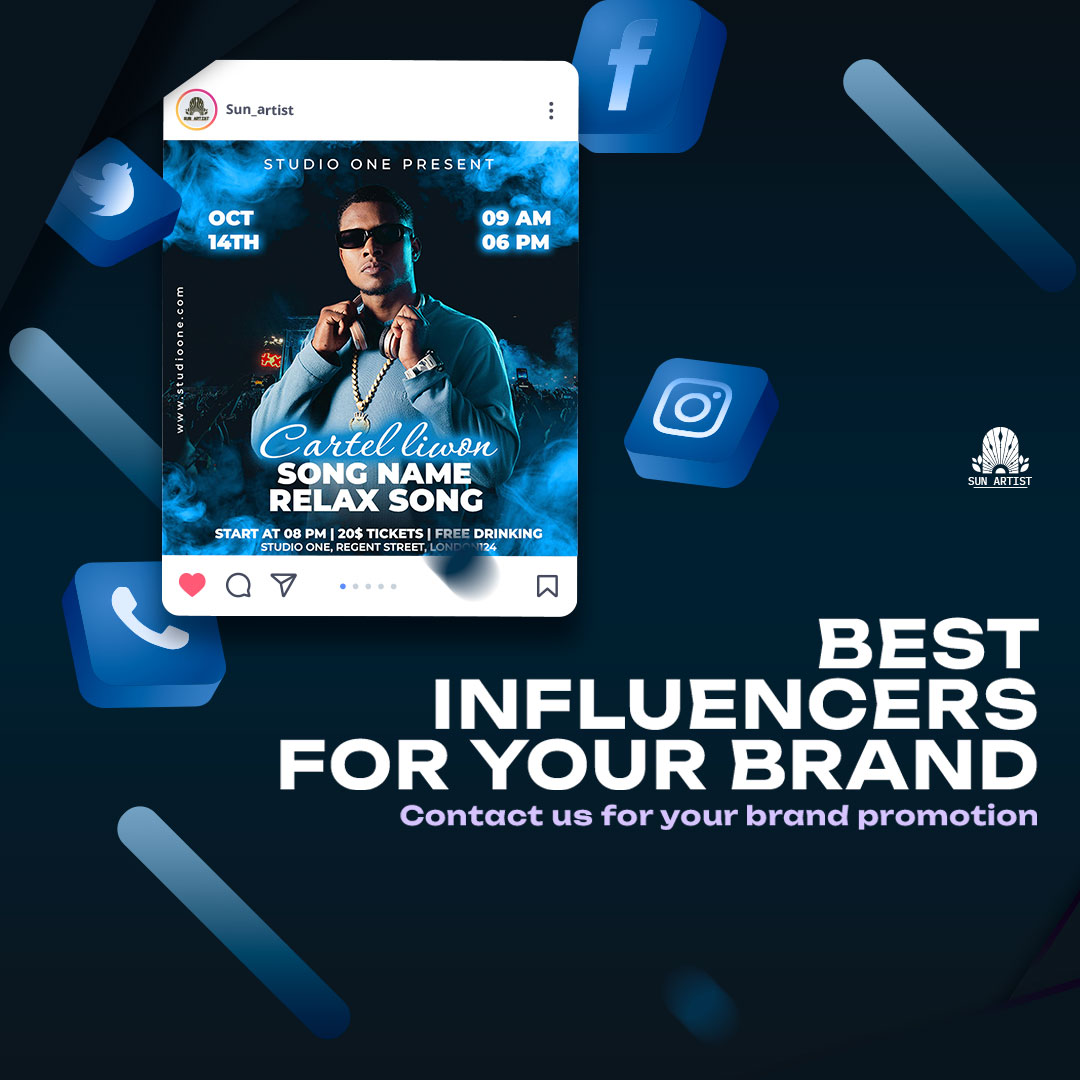 Sun_artist
STUDIO ONE PRESENT
OCT
14TH
09 AM
06 PM
www.studioone.com
Cartel liwon
SONG NAME
RELAX SONG
START AT 08 PM | 20$ TICKETS | FREE DRINKING
STUDIO ONE, REGENT STREET, LONDON124
SUN ARTIST
BEST
INFLUENCERS
FOR YOUR BRAND
Contact us for your brand promotion